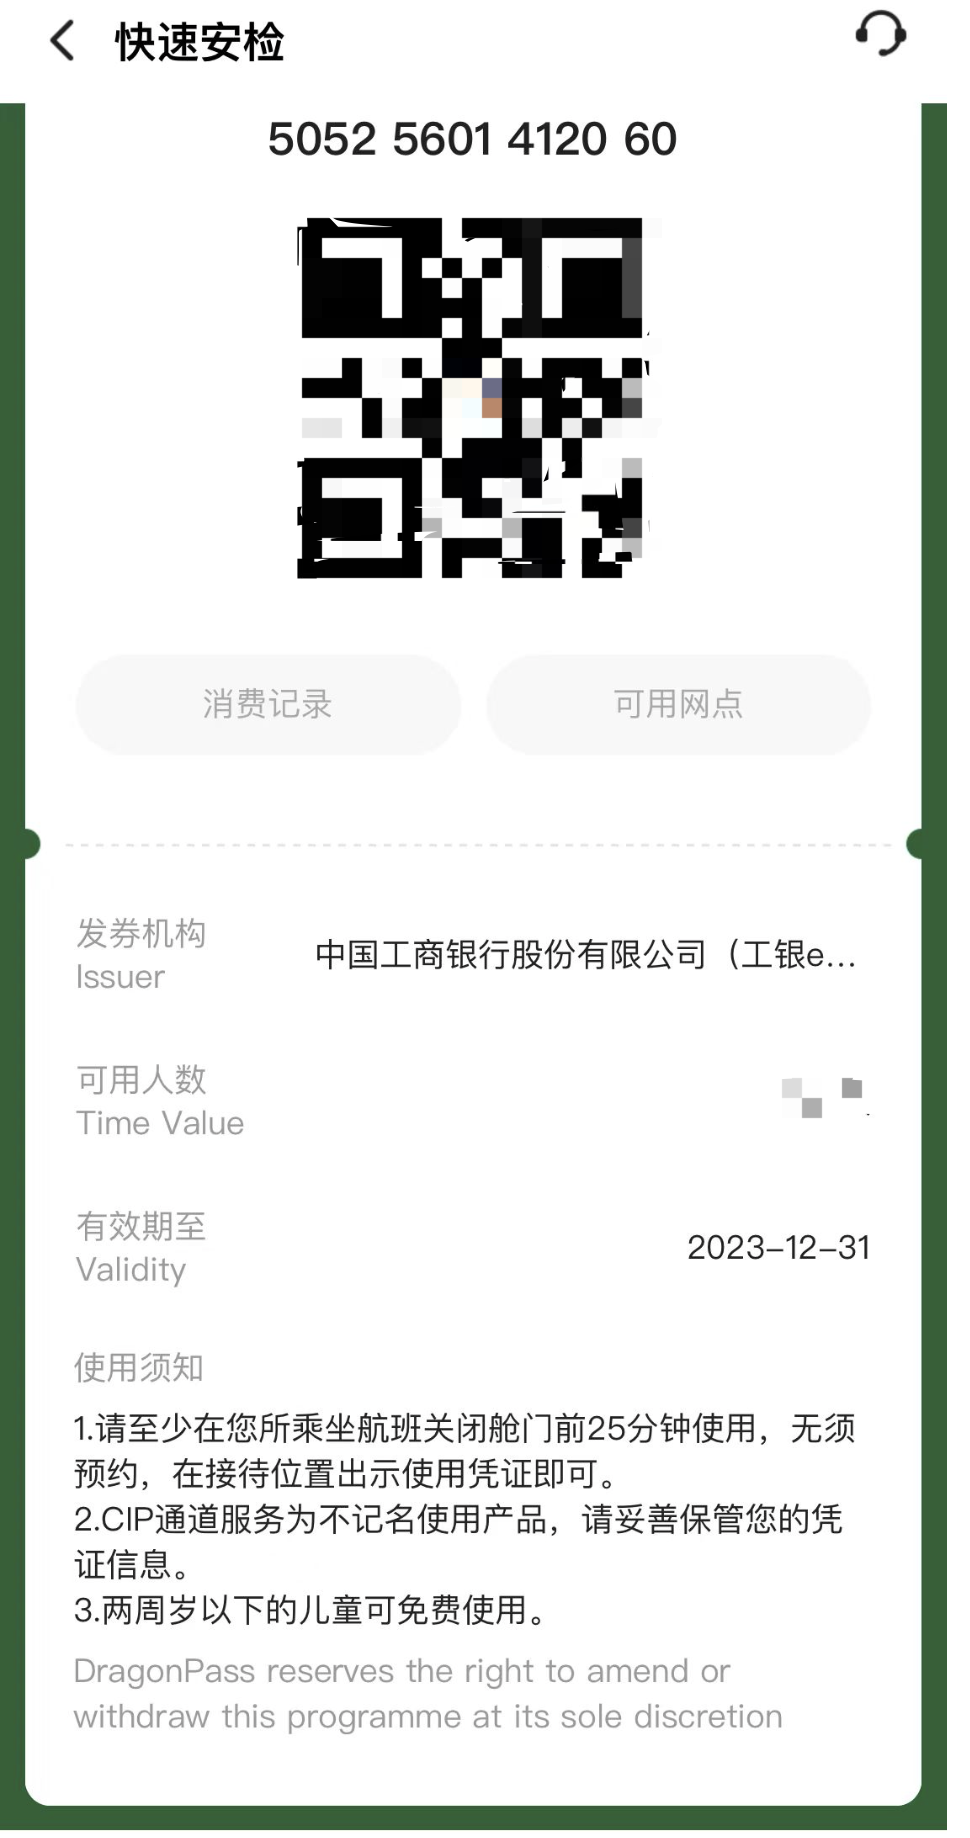 快速安检
5052 5601 4120 60
消费记录
可用网点
发券机构
Issuer
中国工商银行股份有限公司（工银e...
可用人数
Time Value
有效期至
Validity
2023-12-31
使用须知
1.请至少在您所乘坐航班关闭舱门前25分钟使用，无须
预约，在接待位置出示使用凭证即可。
2.CIP通道服务为不记名使用产品，请妥善保管您的凭
证信息。
3.两周岁以下的儿童可免费使用。
DragonPass reserves the right to amend or
withdraw this programme at its sole discretion